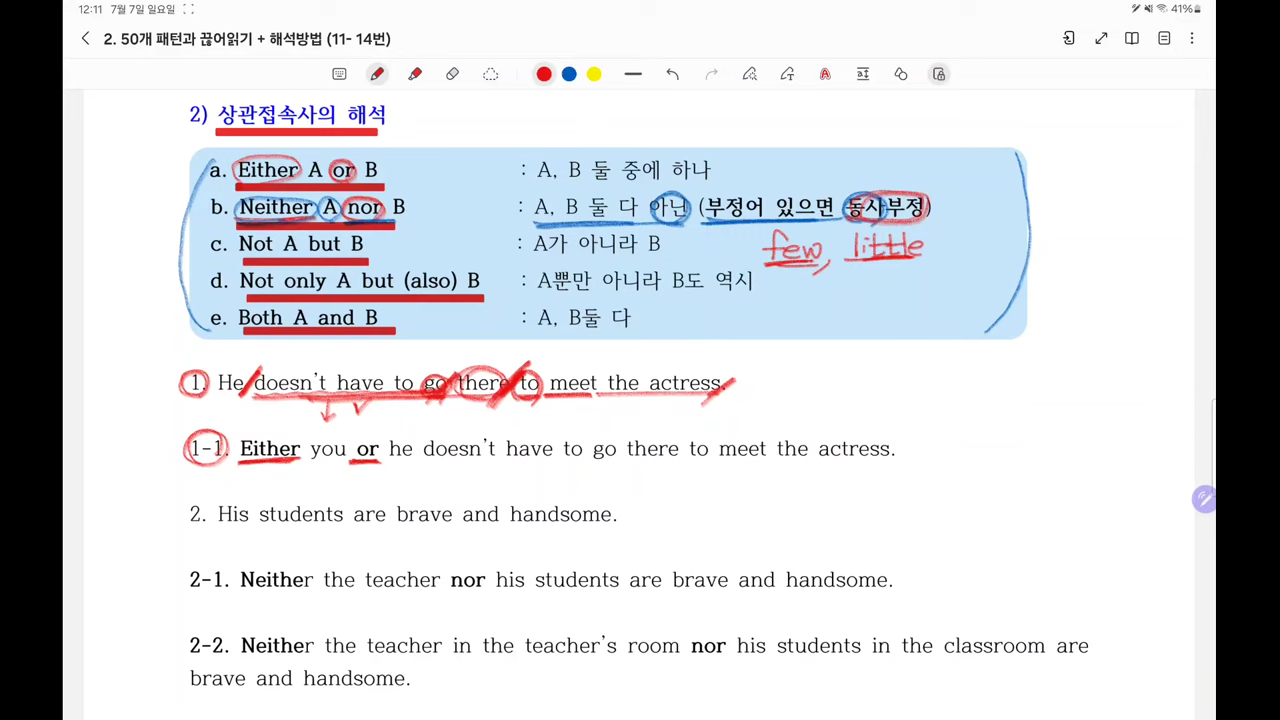 12:11 7월 7일 일요일
41%
2. 50개 패턴과 끊어읽기 + 해석방법 (11- 14번)
2) 상관접속사의 해석
a. Either A or B : A, B 둘 중에 하나
b. Neither A nor B : A, B 둘 다 아닌 (부정어 있으면 동사부정)
c. Not A but B : A가 아니라 B
few, little
d. Not only A but (also) B : A뿐만 아니라 B도 역시
e. Both A and B : A, B둘 다
1. He doesn't have to go there to meet the actress.
1-1. Either you or he doesn't have to go there to meet the actress.
2. His students are brave and handsome.
2-1. Neither the teacher nor his students are brave and handsome.
2-2. Neither the teacher in the teacher's room nor his students in the classroom are
brave and handsome.